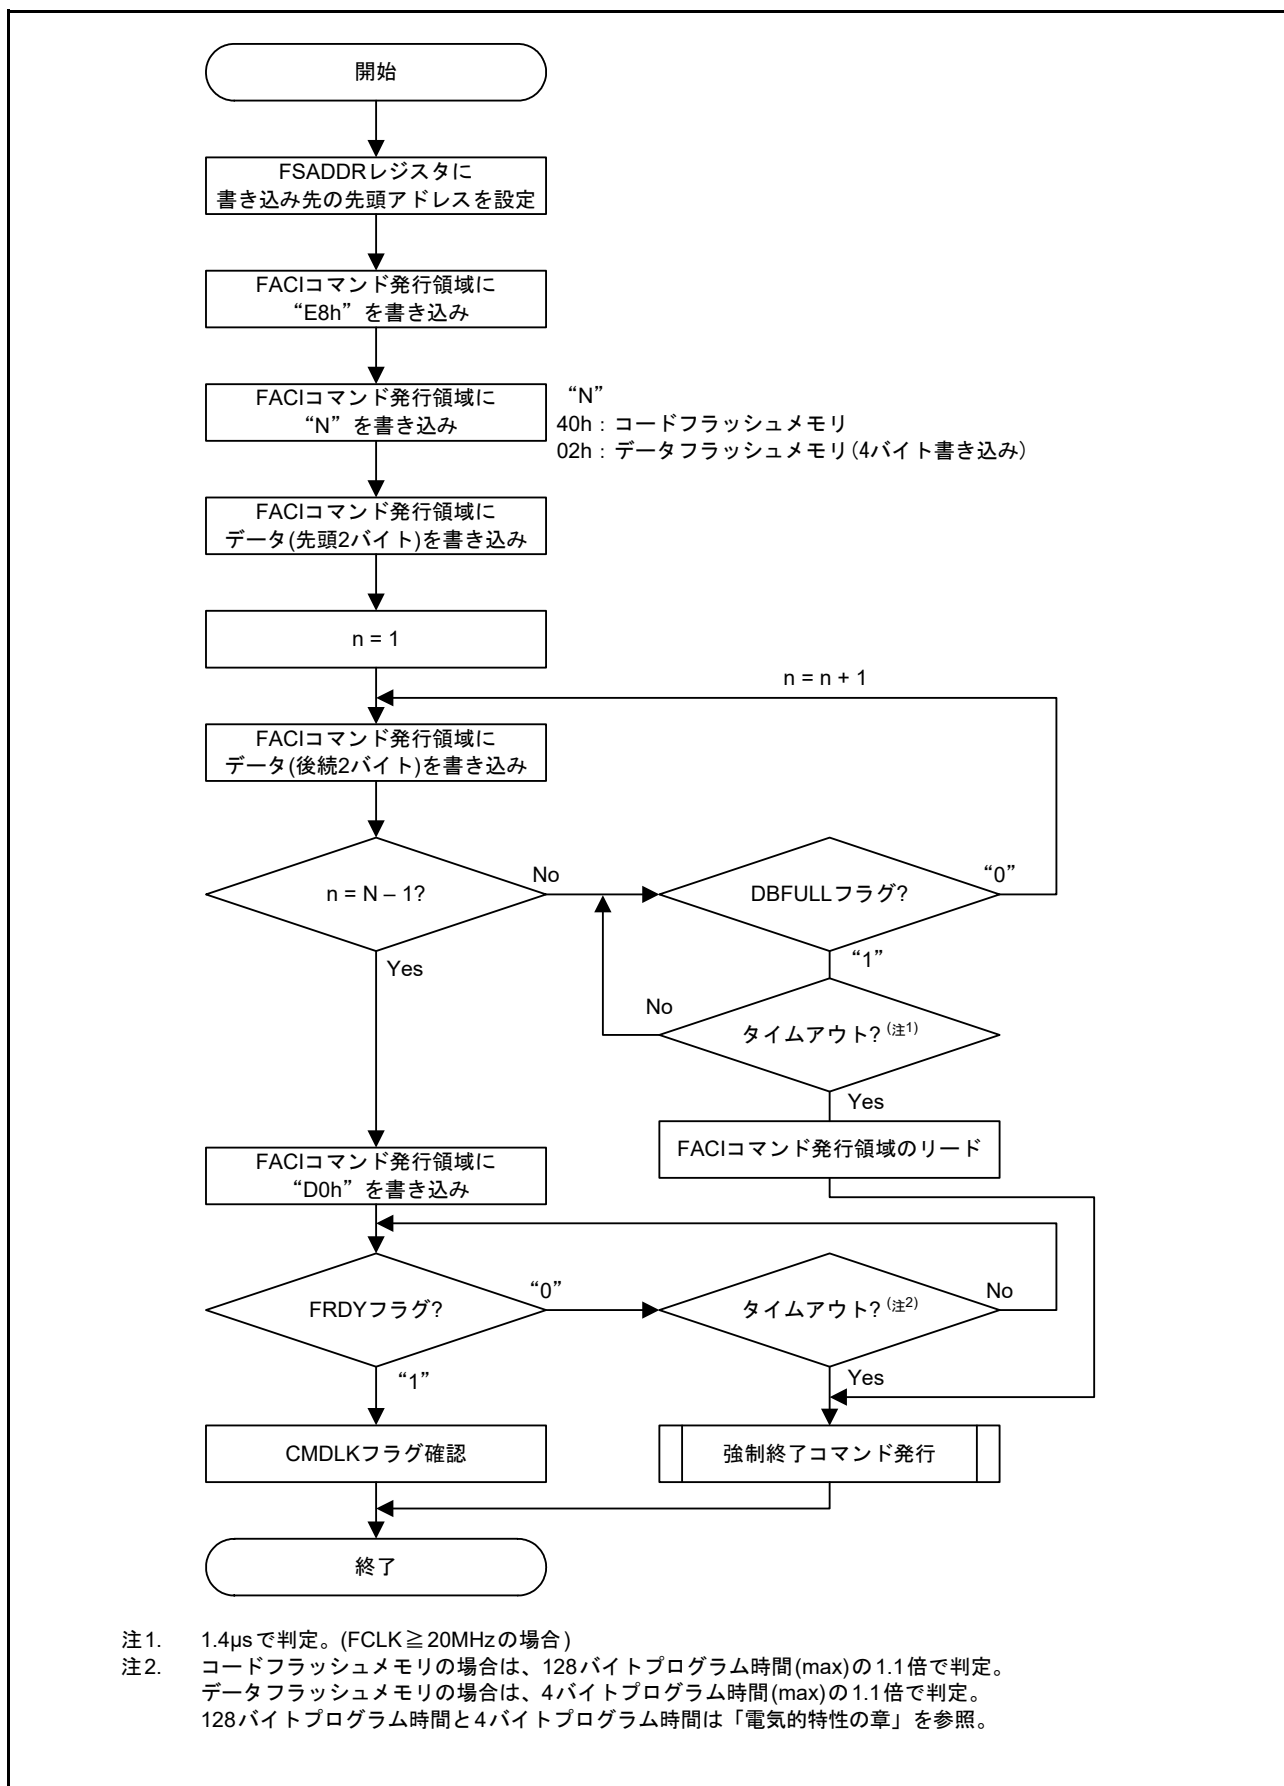 開始
FSADDRレジスタに
書き込み先の先頭アドレスを設定
FACIコマンド発行領域に
“E8h”を書き込み
FACIコマンド発行領域に
“N”を書き込み
“N”
40h：コードフラッシュメモリ
02h：データフラッシュメモリ(4バイト書き込み)
FACIコマンド発行領域に
データ(先頭2バイト)を書き込み
n = 1
n = n + 1
FACIコマンド発行領域に
データ(後続2バイト)を書き込み
n = N – 1?
No
DBFULLフラグ?
“0”
Yes
“1”
No
タイムアウト? (注1)
Yes
FACIコマンド発行領域のリード
FACIコマンド発行領域に
“D0h”を書き込み
FRDYフラグ?
“0”
タイムアウト? (注2)
No
“1”
Yes
CMDLKフラグ確認
強制終了コマンド発行
終了
注1. 1.4μsで判定。(FCLK≧20MHzの場合)
注2. コードフラッシュメモリの場合は、128バイトプログラム時間(max)の1.1倍で判定。
データフラッシュメモリの場合は、4バイトプログラム時間(max)の1.1倍で判定。
128バイトプログラム時間と4バイトプログラム時間は「電気的特性の章」を参照。